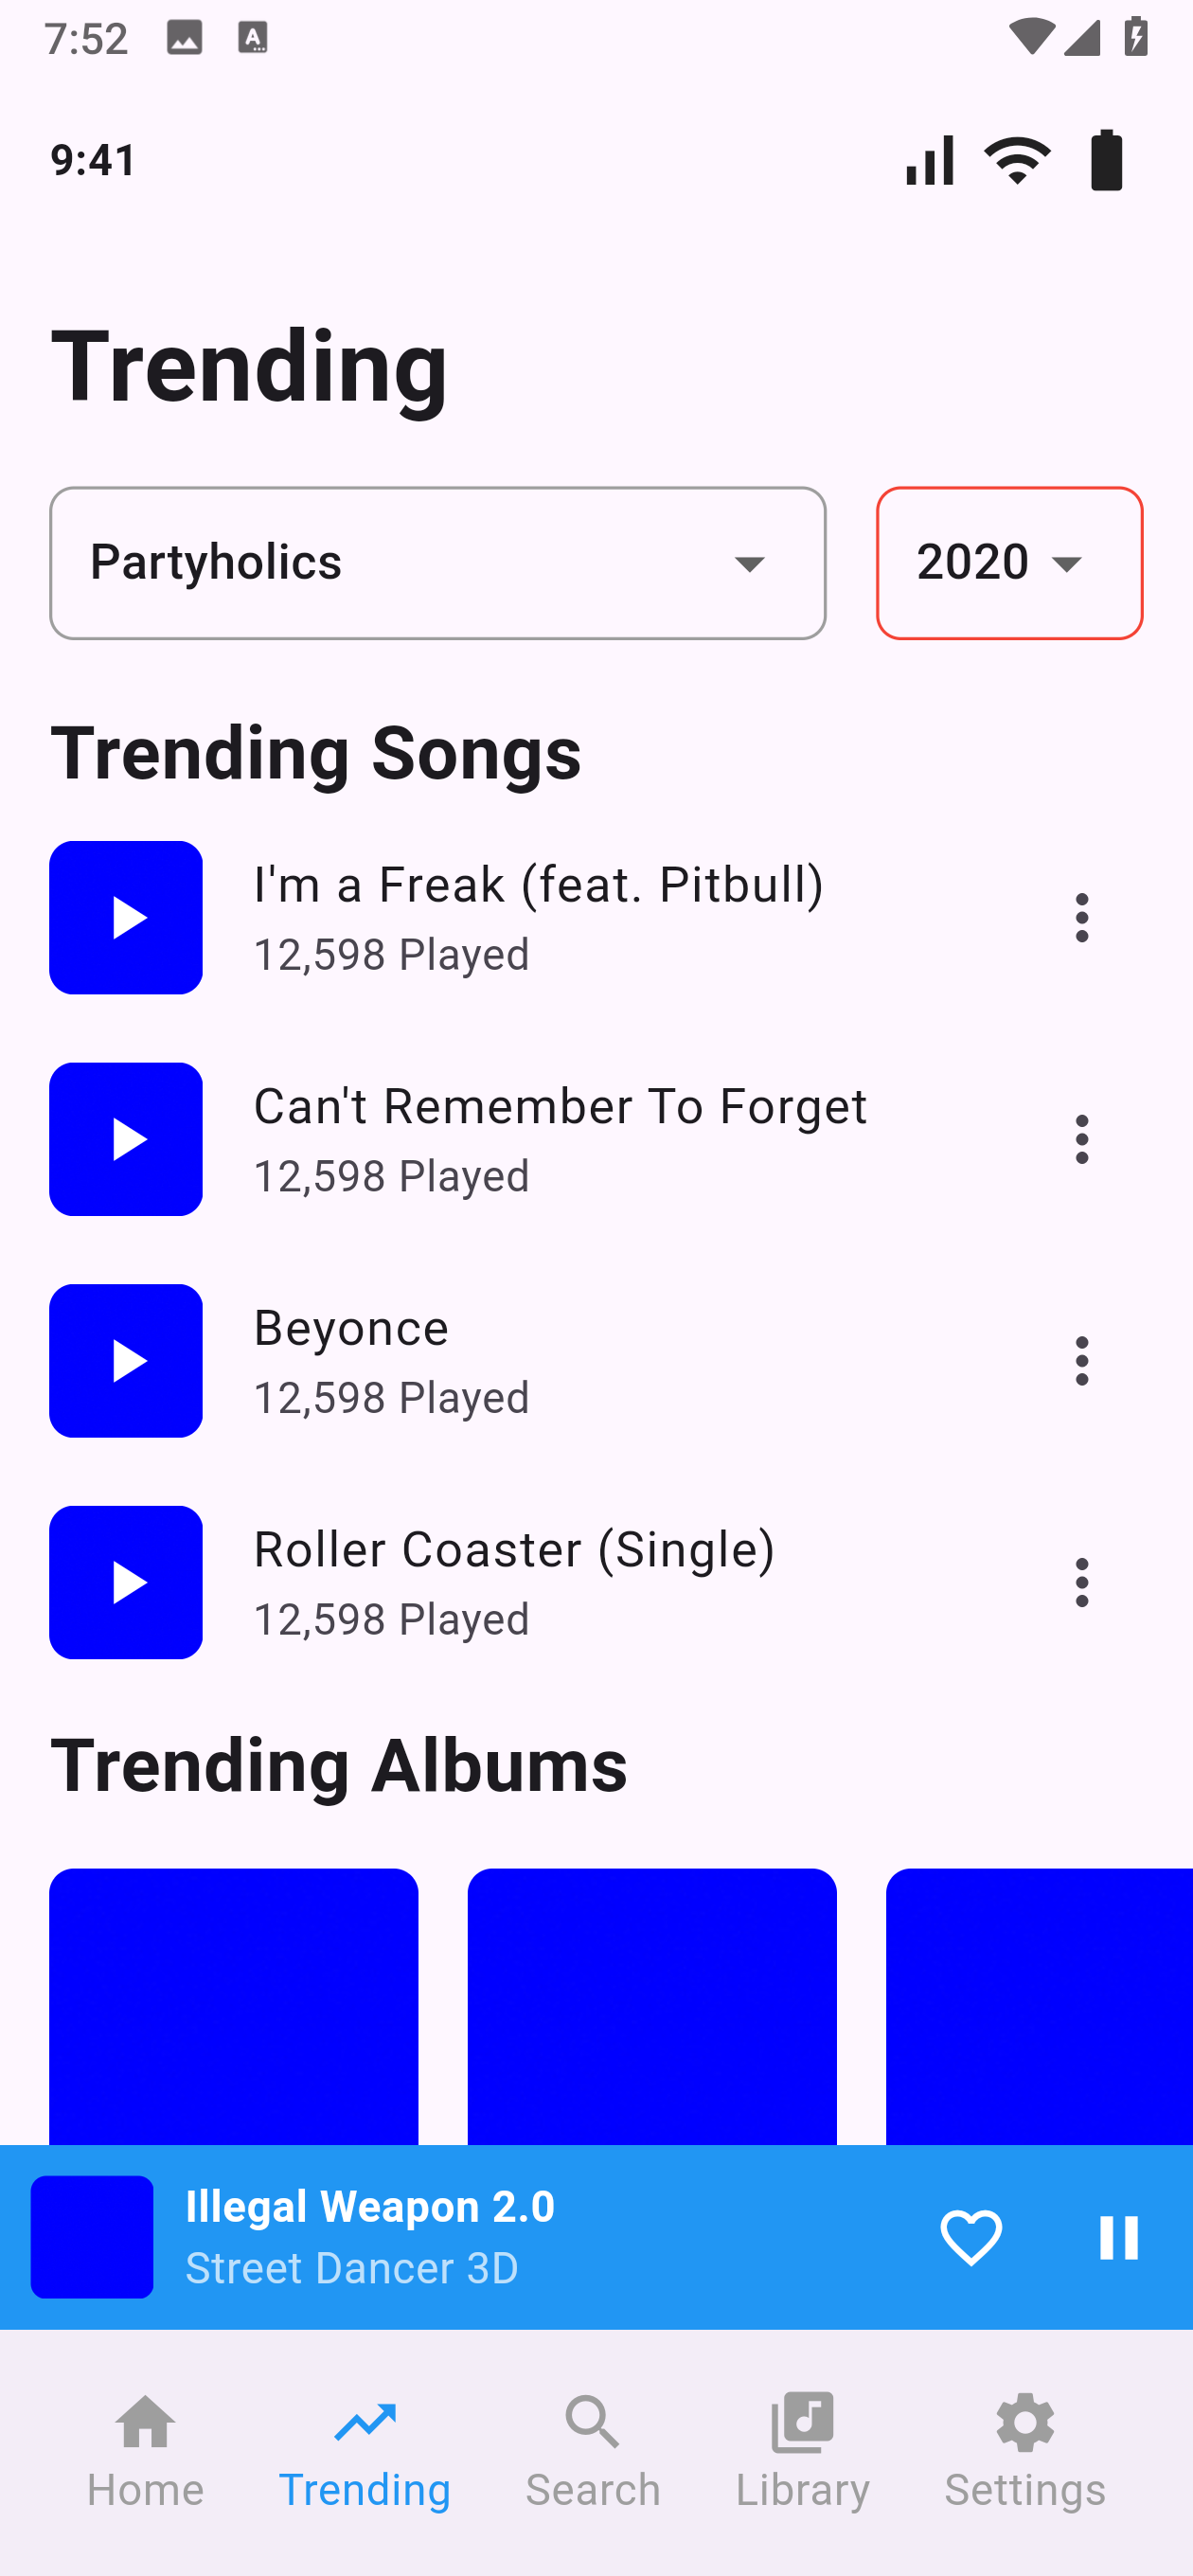 7:52
9:41
Trending
Partyholics
2020
Trending Songs
I'm a Freak (feat. Pitbull)
12,598 Played
Can't Remember To Forget
12,598 Played
Beyonce
12,598 Played
Roller Coaster (Single)
12,598 Played
Trending Albums
Illegal Weapon 2.0
Street Dancer 3D
Home
Trending
Search
Library
Settings